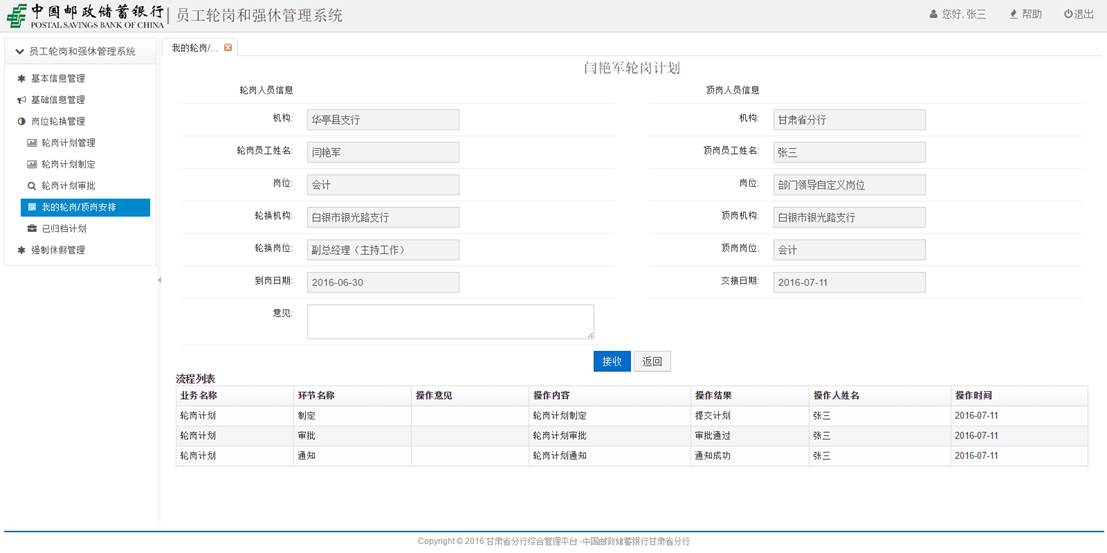 中国邮政储蓄银行
POSTAL SAVINGS BANK OF CHINA
员工轮岗和强休管理系统
您好, 张三 帮助 退出
员工轮岗和强休管理系统
基本信息管理
基础信息管理
岗位轮换管理
轮岗计划管理
轮岗计划制定
轮岗计划审批
我的轮岗/顶岗安排
已归档计划
强制休假管理
我的轮岗/...
闫艳军轮岗计划
轮岗人员信息 顶岗人员信息
机构: 华亭县支行 机构: 甘肃省分行
轮岗员工姓名: 闫艳军 顶岗员工姓名: 张三
岗位: 会计 岗位: 部门领导自定义岗位
轮换机构: 白银市银光路支行 顶岗机构: 白银市银光路支行
轮换岗位: 副总经理（主持工作） 顶岗岗位: 会计
到岗日期: 2016-06-30 交接日期: 2016-07-11
意见:
接收 返回
流程列表
业务名称 环节名称 操作意见 操作内容 操作结果 操作人姓名 操作时间
轮岗计划 制定 轮岗计划制定 提交计划 张三 2016-07-11
轮岗计划 审批 轮岗计划审批 审批通过 张三 2016-07-11
轮岗计划 通知 轮岗计划通知 通知成功 张三 2016-07-11
Copyright © 2016 甘肃省分行综合管理平台 -中国邮政储蓄银行甘肃省分行